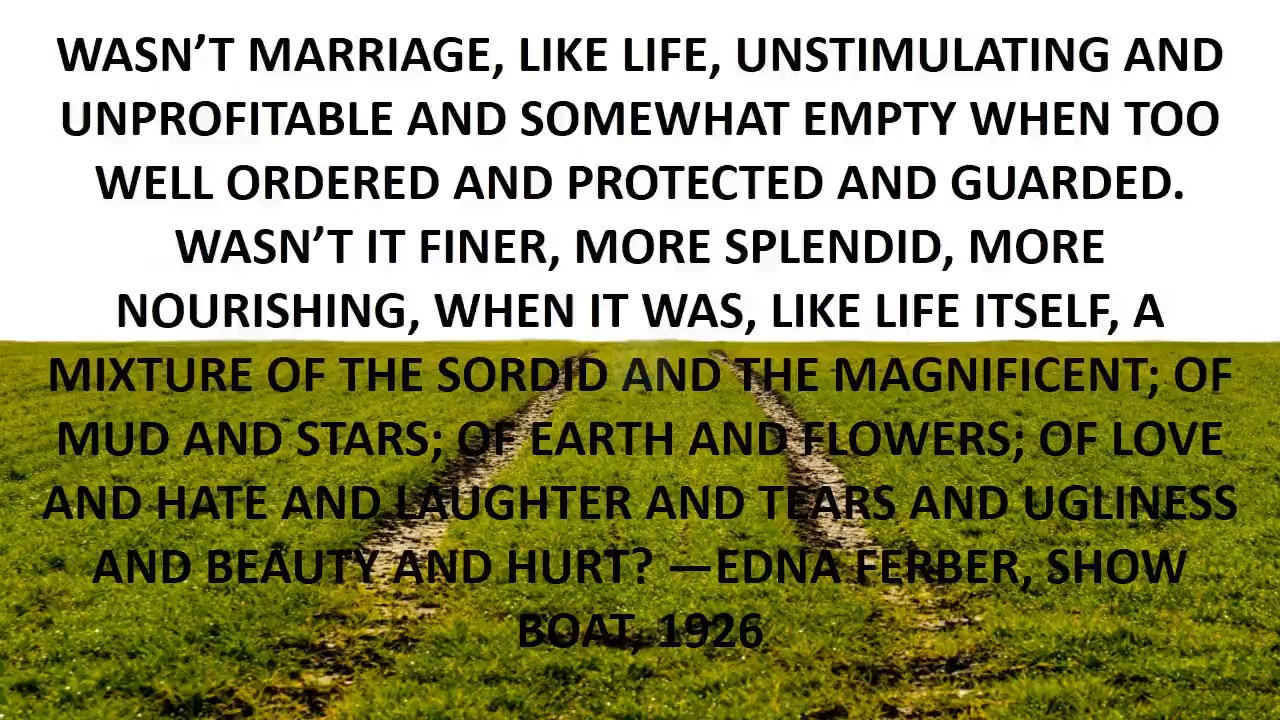 WASN’T MARRIAGE, LIKE LIFE, UNSTIMULATING AND
UNPROFITABLE AND SOMEWHAT EMPTY WHEN TOO
WELL ORDERED AND PROTECTED AND GUARDED.
WASN’T IT FINER, MORE SPLENDID, MORE
NOURISHING, WHEN IT WAS, LIKE LIFE ITSELF, A
MIXTURE OF THE SORDID AND THE MAGNIFICENT; OF
MUD AND STARS; OF EARTH AND FLOWERS; OF LOVE
AND HATE AND LAUGHTER AND TEARS AND UGLINESS
AND BEAUTY AND HURT? —EDNA FERBER, SHOW
BOAT, 1926